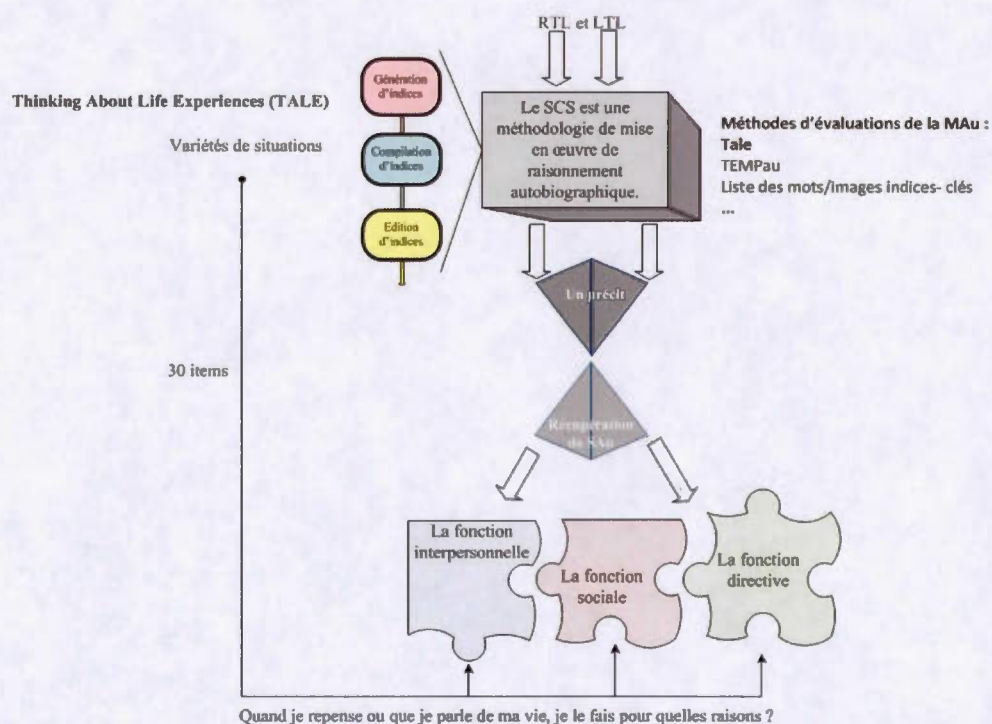 RTL et LTL
Génération
d'indices
Thinking About Life Experiences (TALE)
Variétés de situations
Compilation
d'indices
Edition
d'indices
Le SCS est une
méthodologie de mise
en œuvre de
raisonnement
autobiographique.
Méthodes d'évaluations de la MAu :
Tale
TEMPau
Liste des mots/images indices- clés
...
Un précit
30 items
Récupération
La fonction
interpersonnelle
La fonction
sociale
La fonction
directive
Quand je repense ou que je parle de ma vie, je le fais pour quelles raisons ?